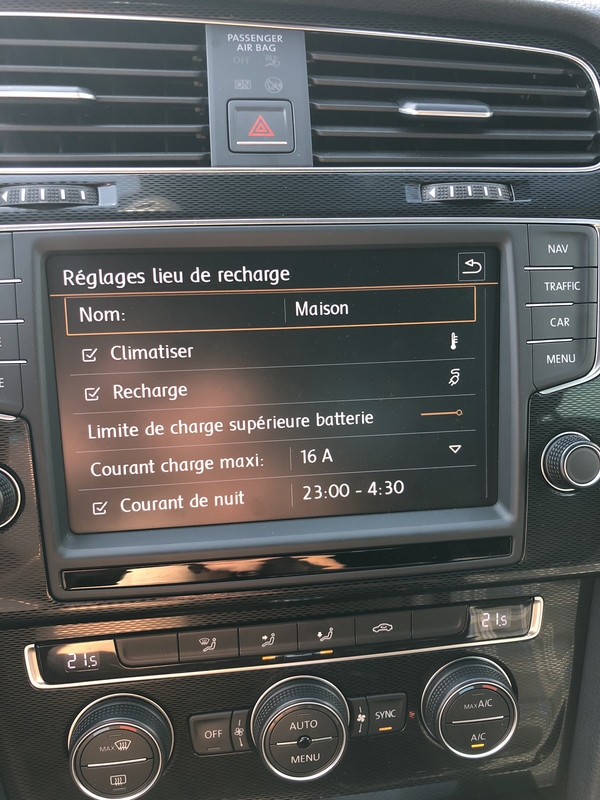 PASSENGER
AIR BAG
OFF
ON
Réglages lieu de recharge
Nom: Maison
Climatiser
Recharge
Limite de charge supérieure batterie
Courant charge maxi: 16 A
Courant de nuit 23:00 - 4:30
NAV
TRAFFIC
CAR
MENU
21.5
21.5
MAX
OFF
AUTO
MENU
SYNC
MAX A/C
A/C